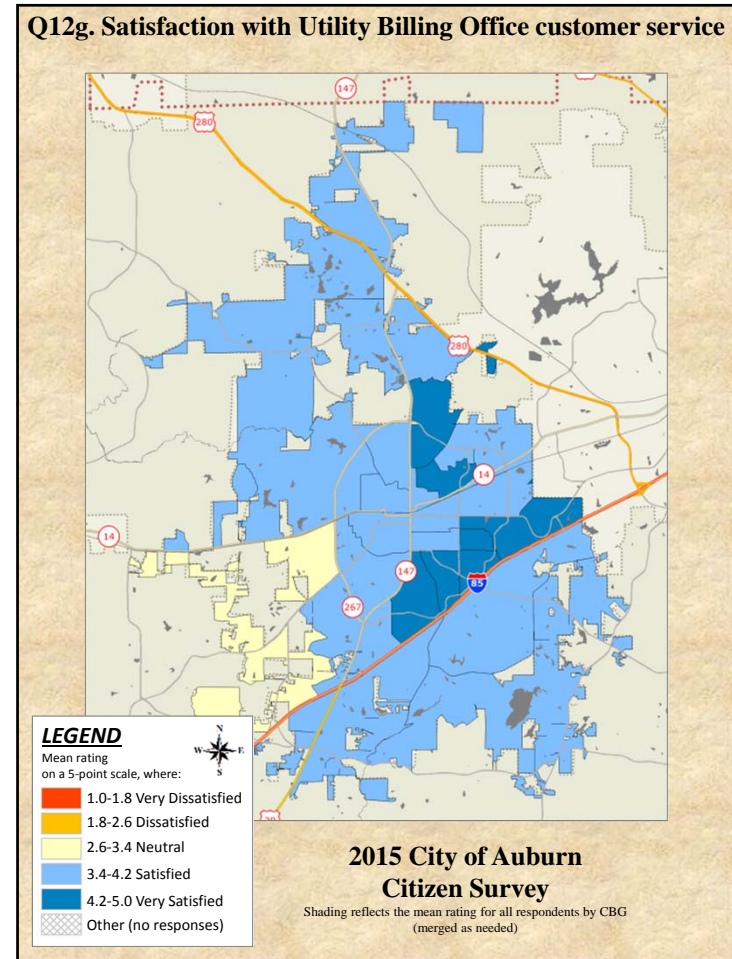 Q12g. Satisfaction with Utility Billing Office customer service
147
280
280
14
14
147
85
267
LEGEND
Mean rating
on a 5-point scale, where:
N
W
E
S
1.0-1.8 Very Dissatisfied
1.8-2.6 Dissatisfied
2.6-3.4 Neutral
3.4-4.2 Satisfied
4.2-5.0 Very Satisfied
Other (no responses)
2015 City of Auburn
Citizen Survey
Shading reflects the mean rating for all respondents by CBG
(merged as needed)